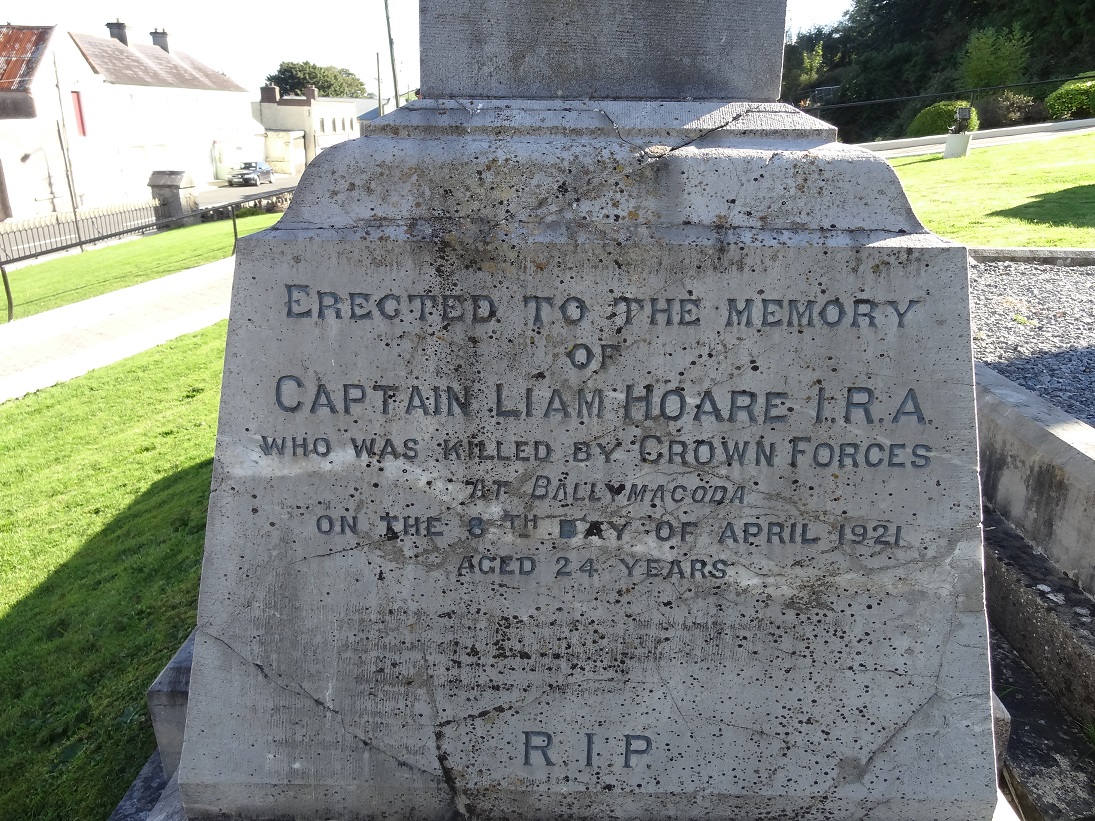 ERECTED TO THE MEMORY
OF
CAPTAIN LIAM HOARE I.R.A.
WHO WAS KILLED BY CROWN FORCES
AT BALLYMACODA
ON THE 8TH DAY OF APRIL 1921
AGED 24 YEARS
R I P